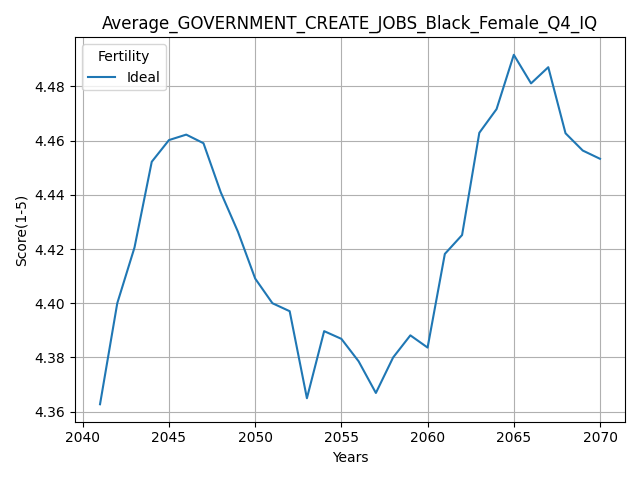 Average_GOVERNMENT_CREATE_JOBS_Black_Female_Q4_IQ
Fertility
Ideal
Score(1-5)
4.48
4.46
4.44
4.42
4.40
4.38
4.36
2040 2045 2050 2055 2060 2065 2070
Years